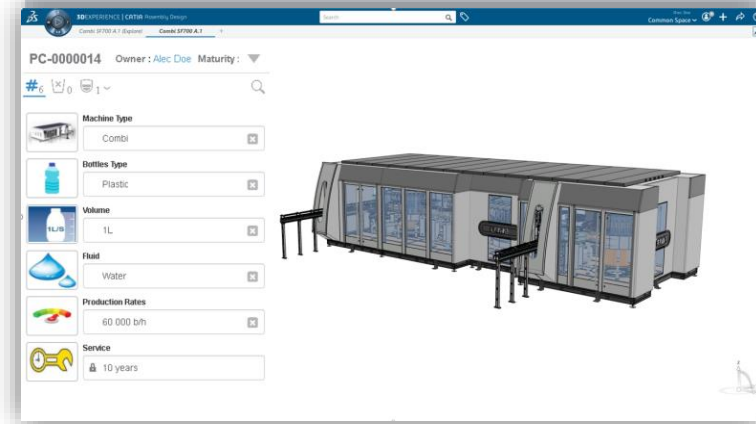 3DEXPERIENCE | CATIA Assembly Design
Search
Common Space
Combi SF700 A.1 +
PC-0000014 Owner : Alec Doe Maturity :
#6 0 1
Machine Type
Combi
Bottles Type
Plastic
1L/S
Volume
1L
Fluid
Water
Production Rates
60 000 b/h
Service
10 years